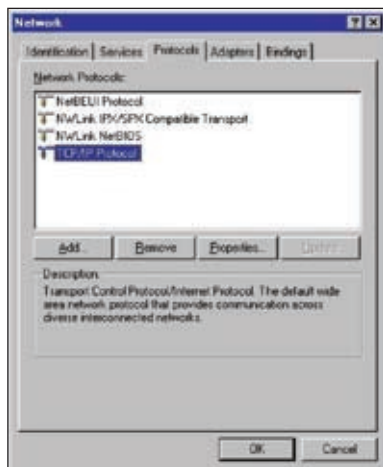 Network
Identification Services Protocols Adapters Bindings
Network Protocols:
NetBEUI Protocol
NWLink IPX/SPX Compatible Transport
NWLink NetBIOS
TCP/IP Protocol
Add... Remove Properties... Update...
Description:
Transport Control Protocol/Internet Protocol. The default wide
area network protocol that provides communication across
diverse interconnected networks.
OK Cancel